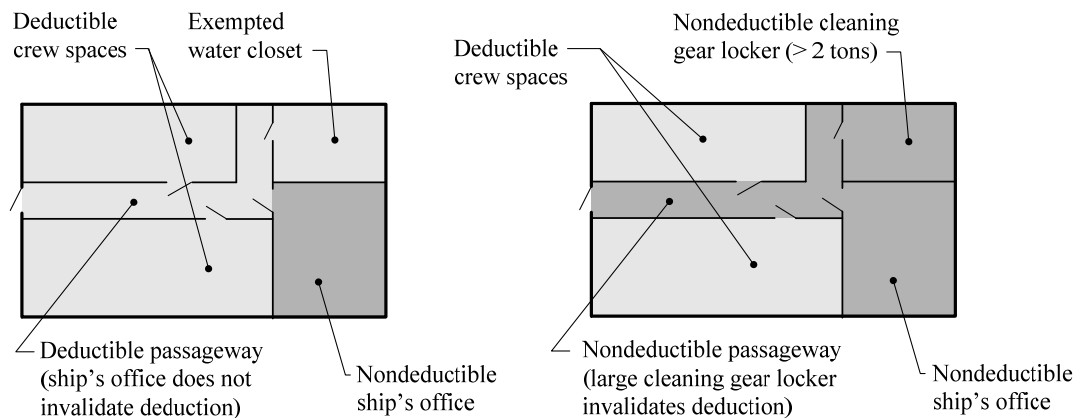 Deductible
crew spaces
Exempted
water closet
Deductible passageway
(ship's office does not
invalidate deduction)
Nondeductible
ship's office
Deductible
crew spaces
Nondeductible cleaning
gear locker (> 2 tons)
Nondeductible passageway
(large cleaning gear locker
invalidates deduction)
Nondeductible
ship's office